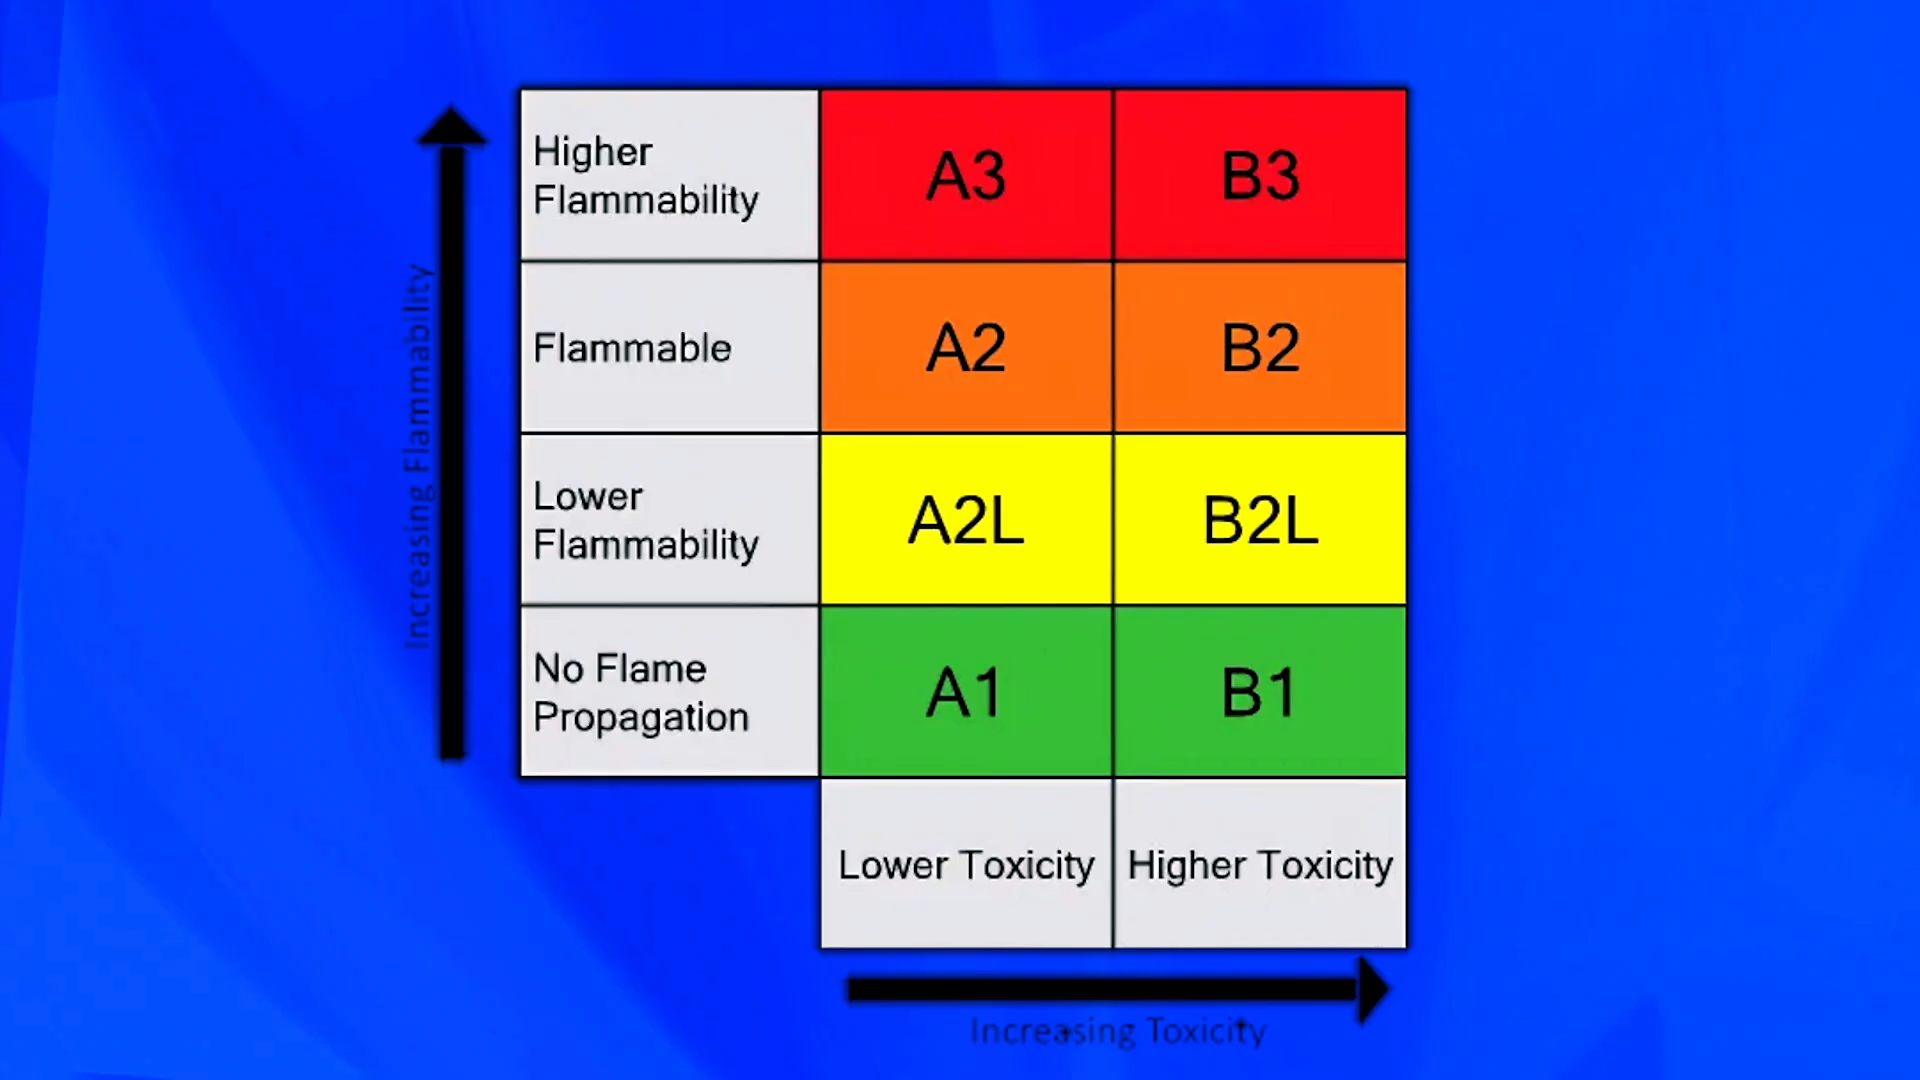 Higher
Flammability
A3
B3
Flammable
A2
B2
Lower
Flammability
A2L
B2L
No Flame
Propagation
A1
B1
Lower Toxicity
Higher Toxicity
Increasing Flammability
Increasing Toxicity